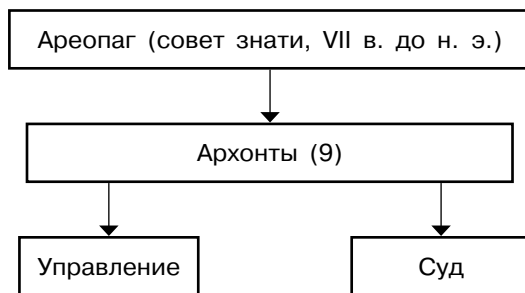 Ареопаг (совет знати, VII в. до н. э.)
Архонты (9)
Управление
Суд